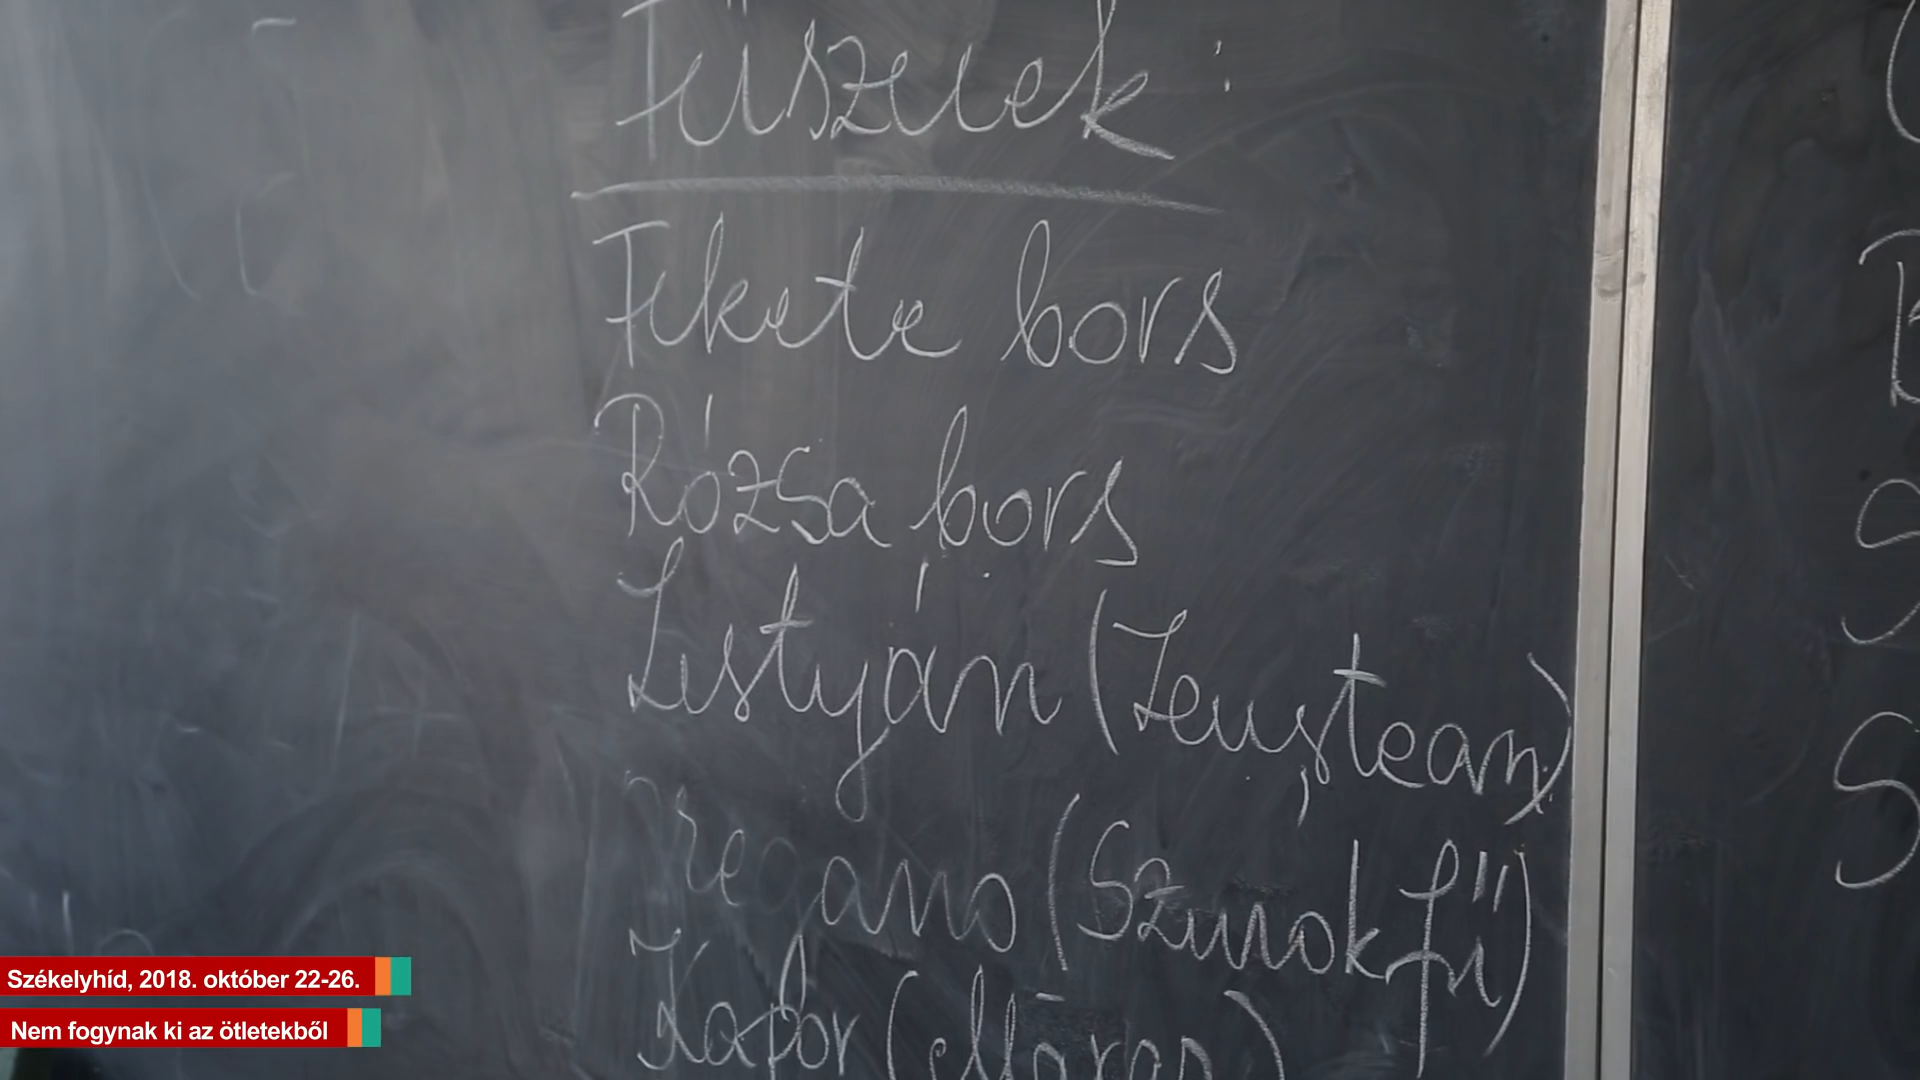 Fűszerek:
Fekete bors
Rózsa bors
Lestyán (Leuștean)
Oregano (Szurokfű)
Kapor (Mărar)
Székelyhíd, 2018. október 22-26.
Nem fogynak ki az ötletekből